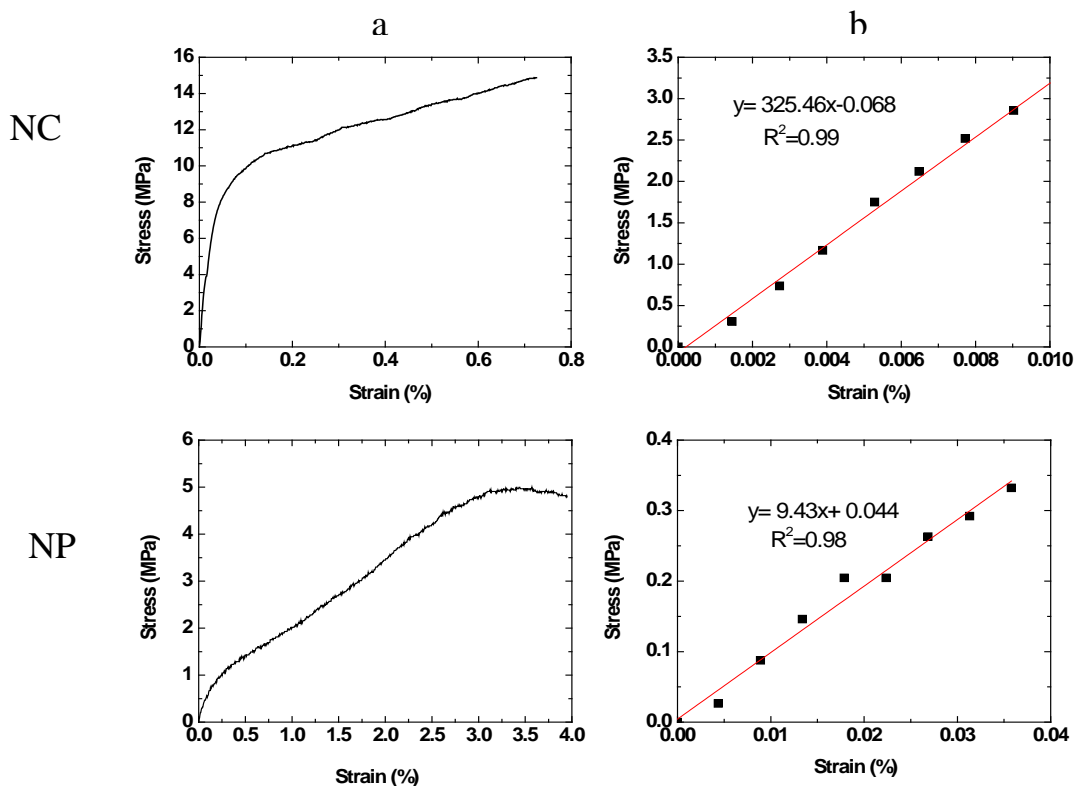 a
b
NC
16
14
12
10
8
6
4
2
0
Stress (MPa)
0.0 0.2 0.4 0.6 0.8
Strain (%)
3.5
3.0
2.5
2.0
1.5
1.0
0.5
0.0
Stress (MPa)
y= 325.46x-0.068
R²=0.99
0.000 0.002 0.004 0.006 0.008 0.010
Strain (%)
NP
6
5
4
3
2
1
0
Stress (MPa)
0.0 0.5 1.0 1.5 2.0 2.5 3.0 3.5 4.0
Strain (%)
0.4
0.3
0.2
0.1
0.0
Stress (MPa)
y= 9.43x+ 0.044
R²=0.98
0.00 0.01 0.02 0.03 0.04
Strain (%)